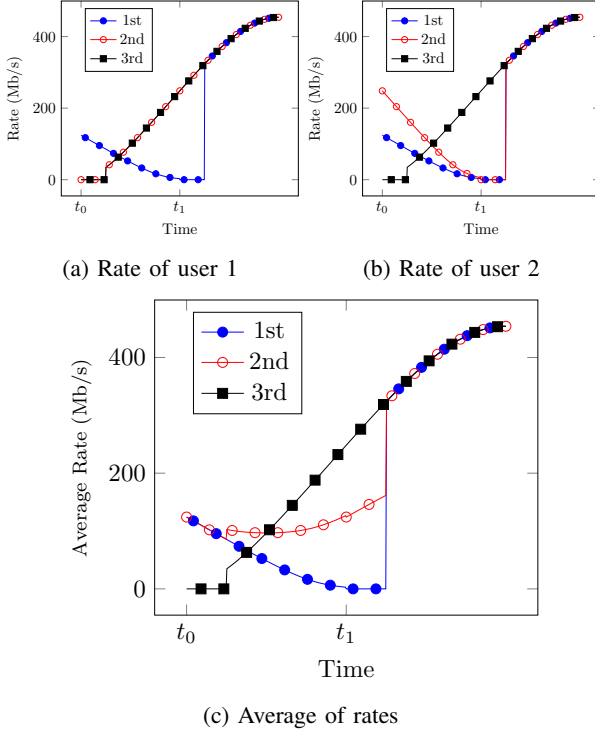 400
200
0
Rate (Mb/s)
1st
2nd
3rd
t0
t1
Time
(a) Rate of user 1
400
200
0
Rate (Mb/s)
1st
2nd
3rd
t0
t1
Time
(b) Rate of user 2
400
200
0
Average Rate (Mb/s)
1st
2nd
3rd
t0
t1
Time
(c) Average of rates